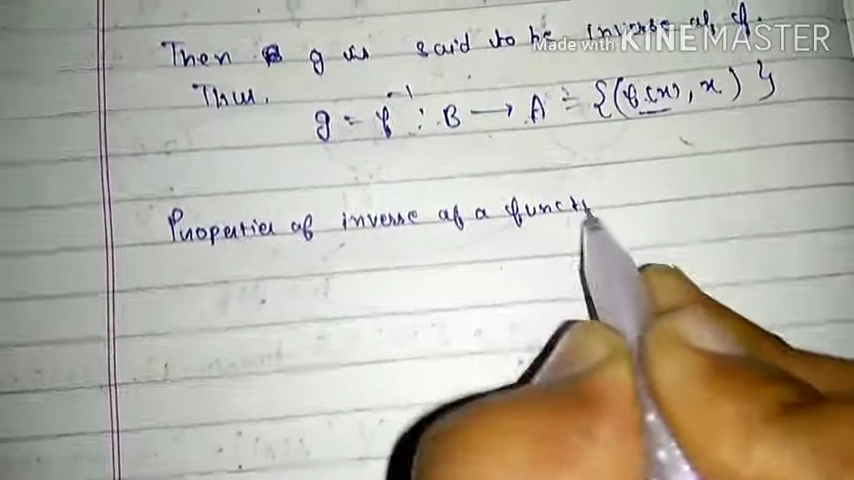 Then g is said to be inverse of f.
Made with KINEMASTER
Thus,
g = f⁻¹ : B → A = {(f(x), x)}
Properties of inverse of a functi